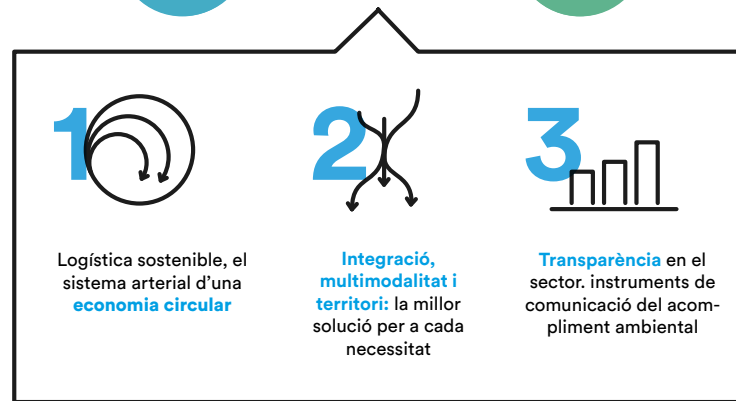 1
Logística sostenible, el
sistema arterial d’una
economia circular
2
Integració,
multimodalitat i
territori: la millor
solució per a cada
necessitat
3
Transparència en el
sector. instruments de
comunicació del acom-
pliment ambiental